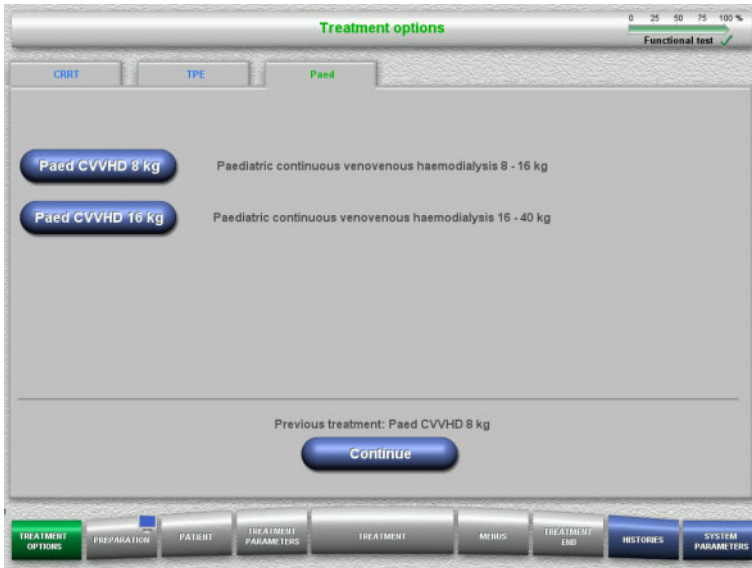 Treatment options
0 25 50 75 100 %
Functional test
CRRT TPE Paed
Paed CVVHD 8 kg Paediatric continuous venovenous haemodialysis 8 - 16 kg
Paed CVVHD 16 kg Paediatric continuous venovenous haemodialysis 16 - 40 kg
Previous treatment: Paed CVVHD 8 kg
Continue
TREATMENT
OPTIONS
PREPARATION
PATIENT
TREATMENT
PARAMETERS
TREATMENT
MENUS
TREATMENT
END
HISTORIES
SYSTEM
PARAMETERS